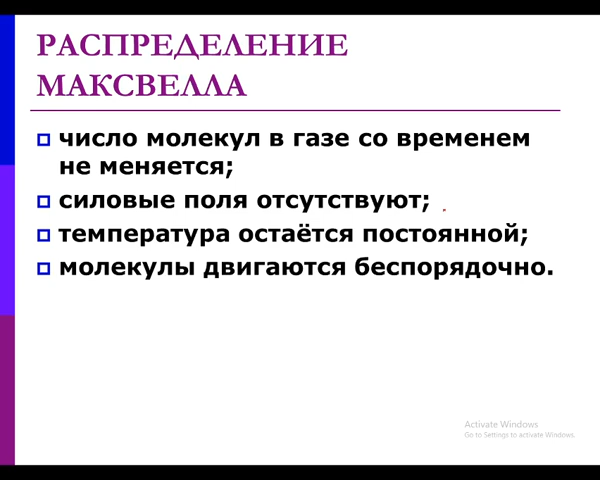 РАСПРЕДЕЛЕНИЕ
МАКСВЕЛЛА
число молекул в газе со временем
не меняется;
силовые поля отсутствуют;
температура остаётся постоянной;
молекулы двигаются беспорядочно.
Activate Windows
Go to Settings to activate Windows.